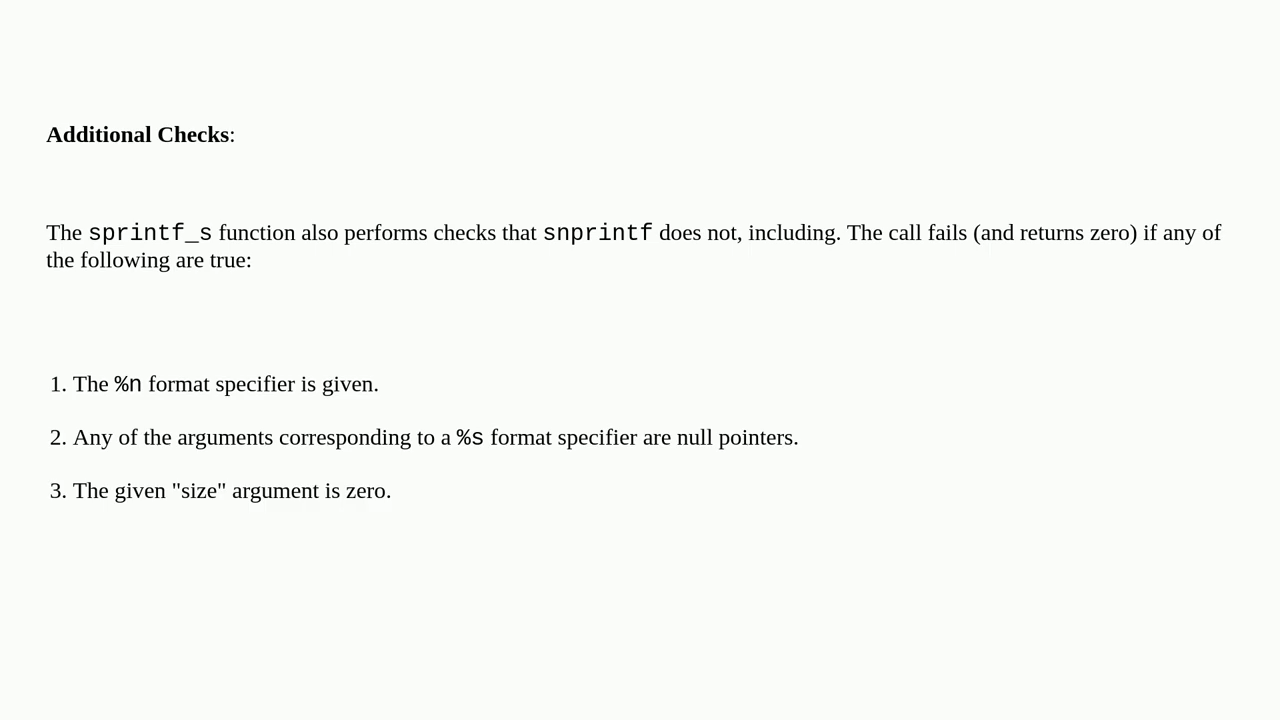 Additional Checks:
The sprintf_s function also performs checks that snprintf does not, including. The call fails (and returns zero) if any of
the following are true:
1. The %n format specifier is given.
2. Any of the arguments corresponding to a %s format specifier are null pointers.
3. The given "size" argument is zero.